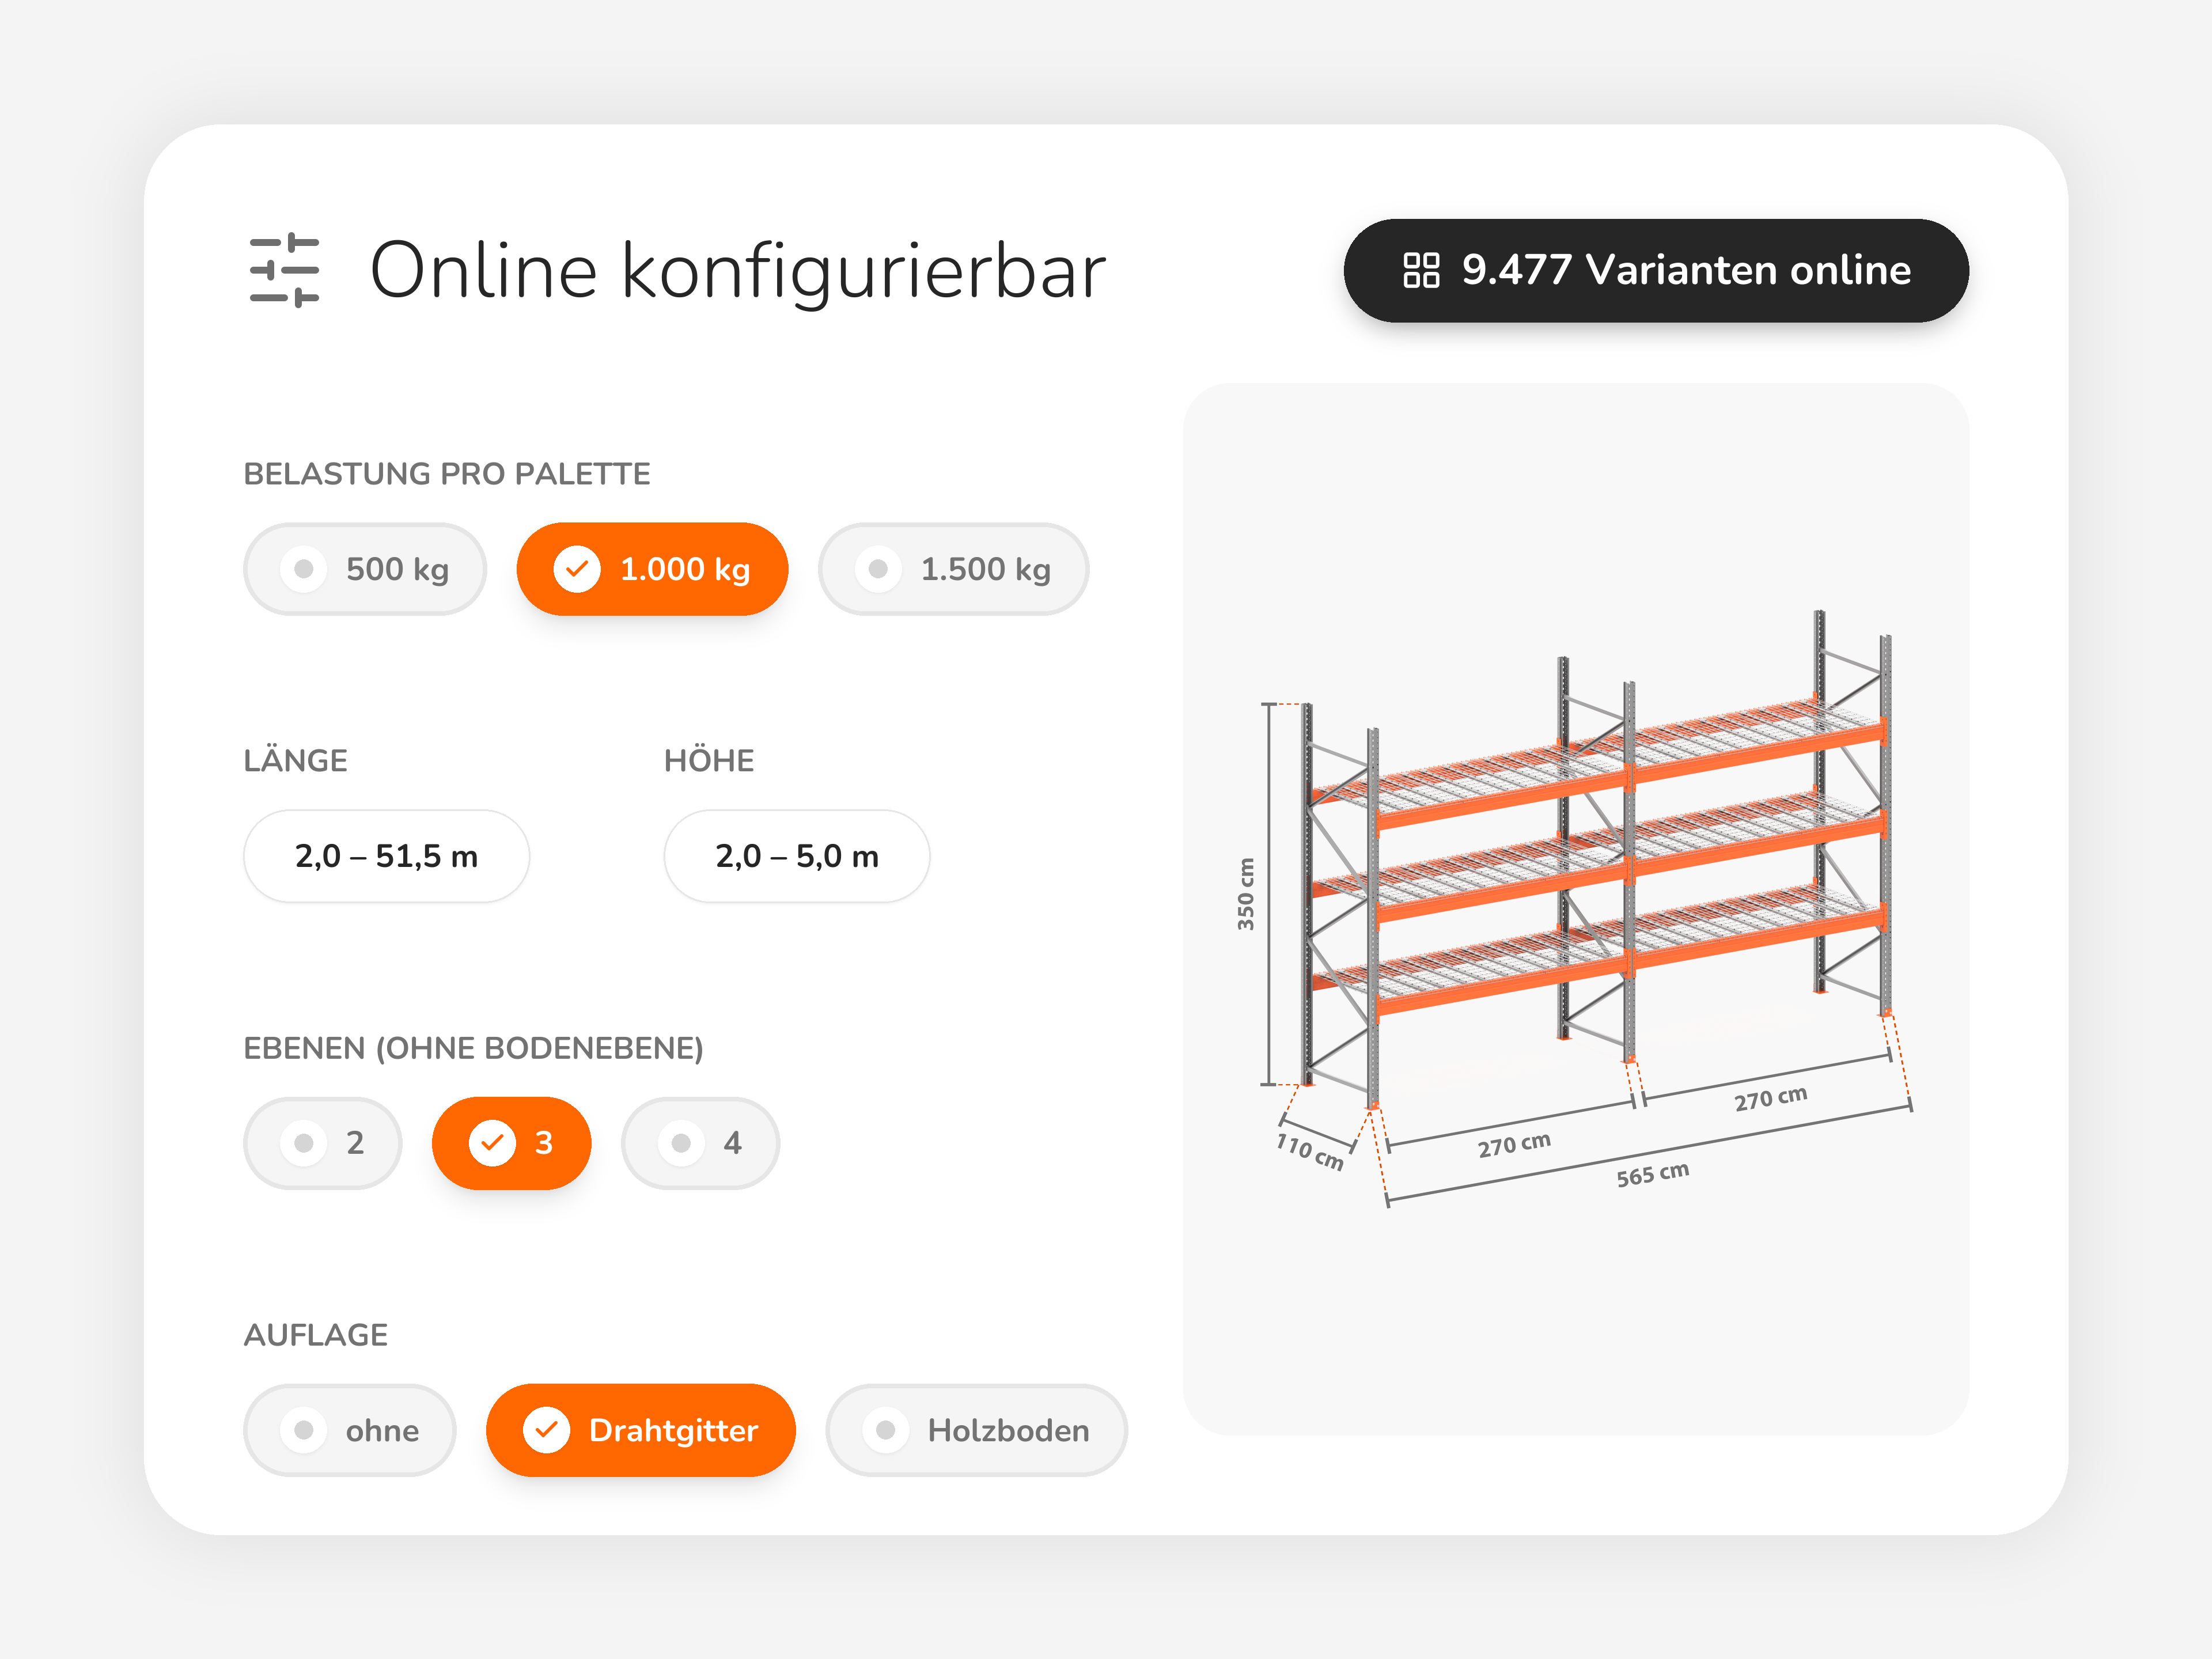 Online konfigurierbar
9.477 Varianten online
BELASTUNG PRO PALETTE
500 kg
1.000 kg
1.500 kg
LÄNGE
HÖHE
2,0 – 51,5 m
2,0 – 5,0 m
EBENEN (OHNE BODENEBENE)
2
3
4
AUFLAGE
ohne
Drahtgitter
Holzboden
350 cm
110 cm
270 cm
270 cm
565 cm